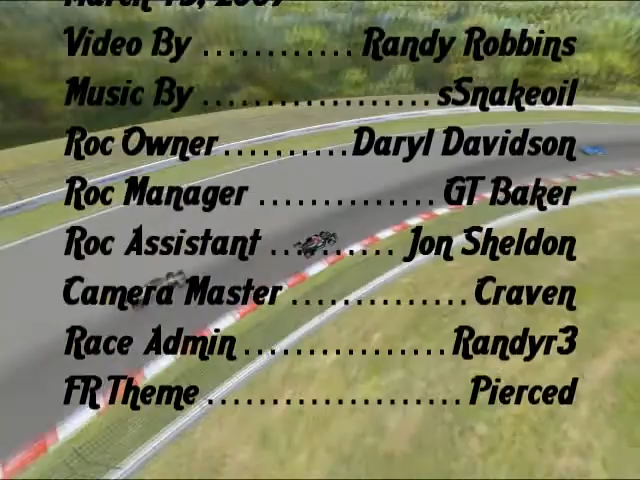 Video By ............ Randy Robbins
Music By .................. sSnakeoil
Roc Owner .......... Daryl Davidson
Roc Manager .............. GT Baker
Roc Assistant .......... Jon Sheldon
Camera Master .............. Craven
Race Admin ................ Randyr3
FR Theme .................... Pierced